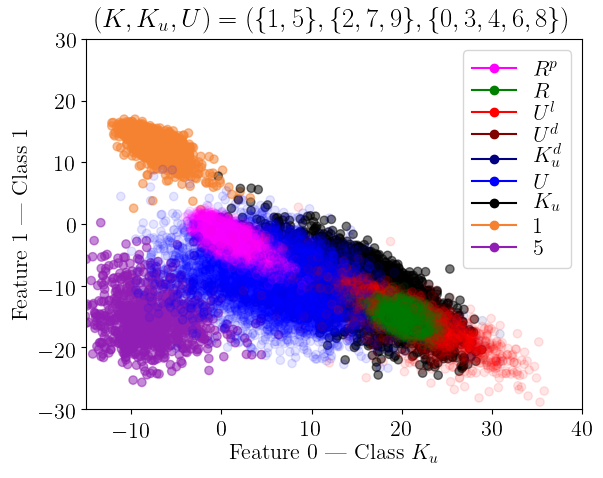 (K, K_u, U) = ({1, 5}, {2, 7, 9}, {0, 3, 4, 6, 8})
30
20
10
0
−10
−20
−30
Feature 1 — Class 1
R^p
R
U^l
U^d
K_u^d
U
K_u
1
5
−10
0
10
20
30
40
Feature 0 — Class K_u